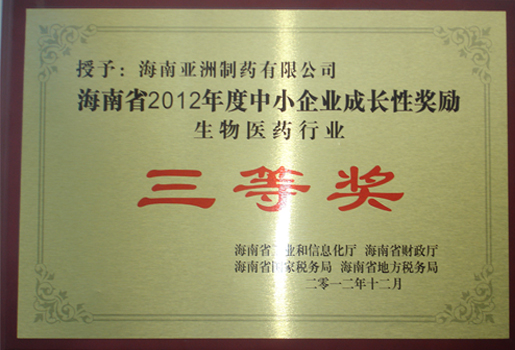 授予：海南亚洲制药有限公司
海南省2012年度中小企业成长性奖励
生物医药行业
三等奖
海南省工业和信息化厅 海南省财政厅
海南省国家税务局 海南省地方税务局
二零一二年十二月